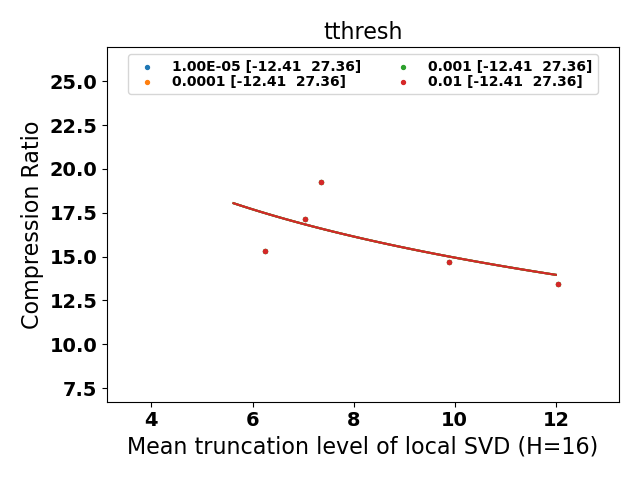 tthresh
1.00E-05 [-12.41  27.36]
0.0001 [-12.41  27.36]
0.001 [-12.41  27.36]
0.01 [-12.41  27.36]
Compression Ratio
25.0
22.5
20.0
17.5
15.0
12.5
10.0
7.5
4 6 8 10 12
Mean truncation level of local SVD (H=16)